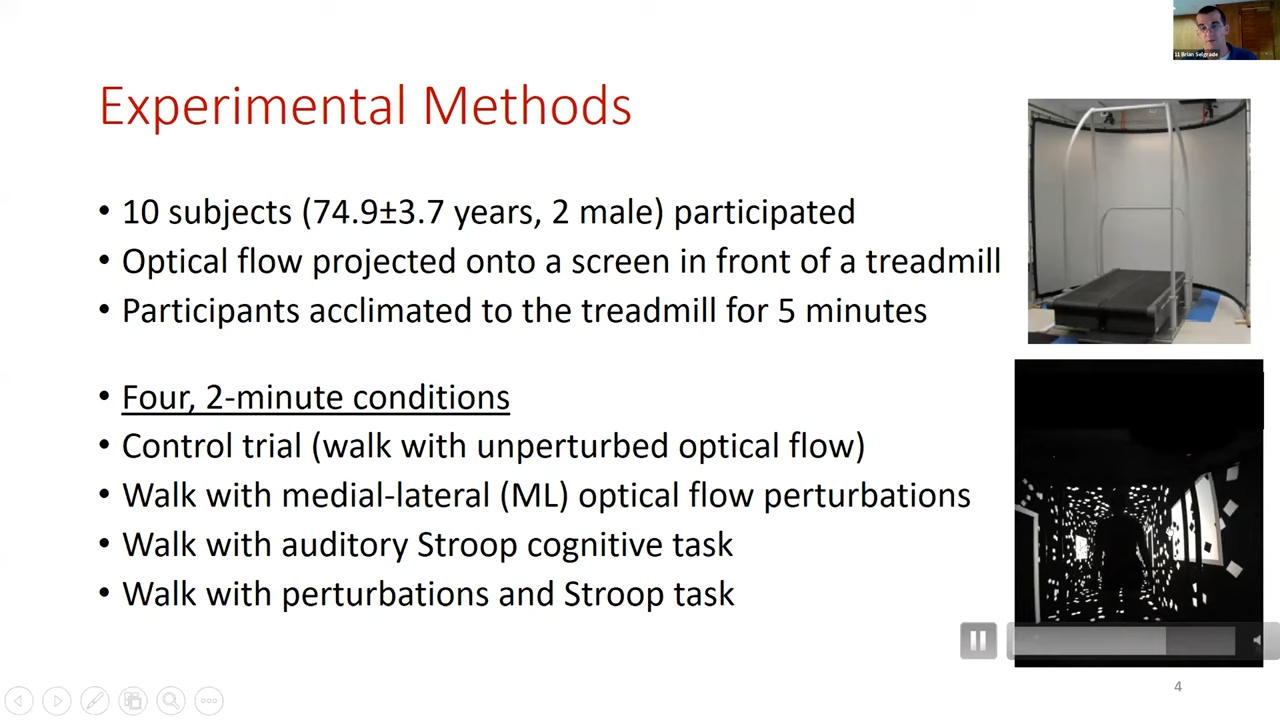 11 Brian Selgrade
Experimental Methods
• 10 subjects (74.9±3.7 years, 2 male) participated
• Optical flow projected onto a screen in front of a treadmill
• Participants acclimated to the treadmill for 5 minutes
• Four, 2-minute conditions
• Control trial (walk with unperturbed optical flow)
• Walk with medial-lateral (ML) optical flow perturbations
• Walk with auditory Stroop cognitive task
• Walk with perturbations and Stroop task
4